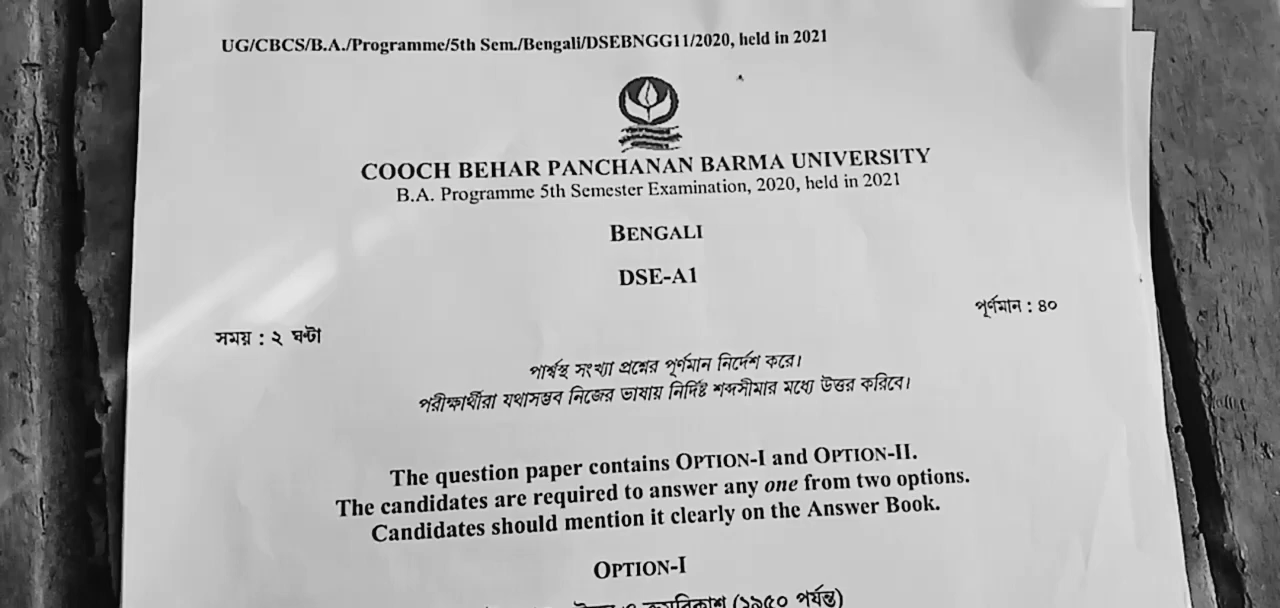 UG/CBCS/B.A./Programme/5th Sem./Bengali/DSEBNGG11/2020, held in 2021
COOCH BEHAR PANCHANAN BARMA UNIVERSITY
B.A. Programme 5th Semester Examination, 2020, held in 2021
BENGALI
DSE-A1
সময় : ২ ঘণ্টা
পূর্ণমান : ৪০
পার্শ্বস্থ সংখ্যা প্রশ্নের পূর্ণমান নির্দেশ করে।
পরীক্ষার্থীরা যথাসম্ভব নিজের ভাষায় নির্দিষ্ট শব্দসীমার মধ্যে উত্তর করিবে।
The question paper contains OPTION-I and OPTION-II.
The candidates are required to answer any one from two options.
Candidates should mention it clearly on the Answer Book.
OPTION-I
ও ক্রমবিকাশ (১৯৫০ পর্যন্ত)